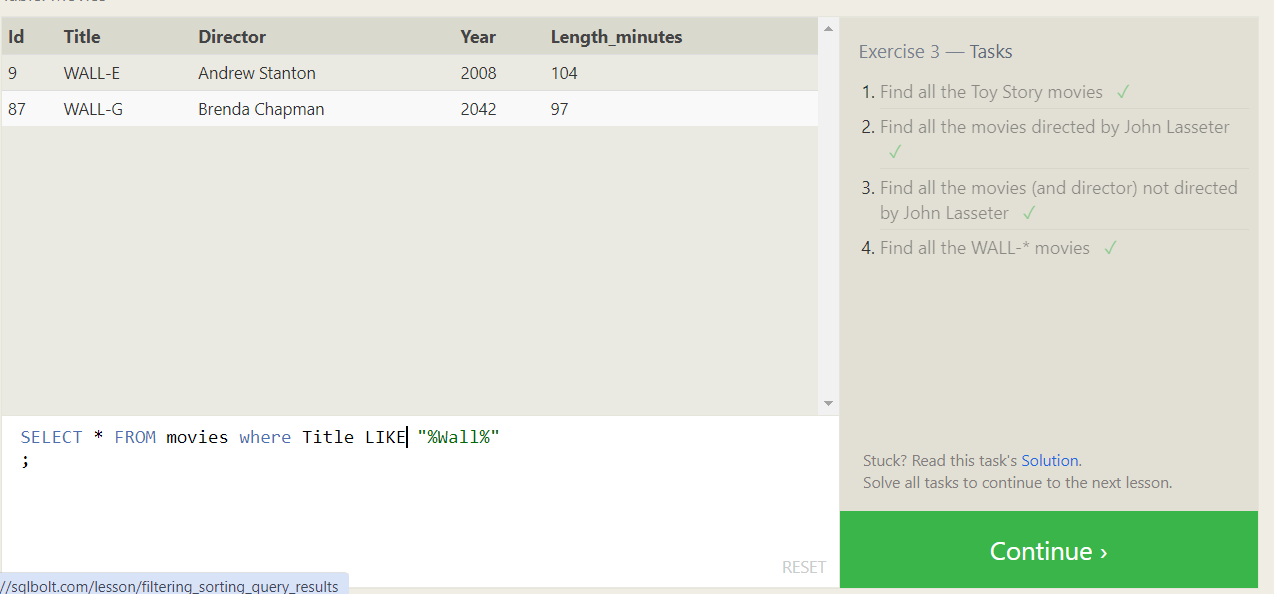 Id Title Director Year Length_minutes
9 WALL-E Andrew Stanton 2008 104
87 WALL-G Brenda Chapman 2042 97
SELECT * FROM movies where Title LIKE "%Wall%"
;
RESET
//sqlbolt.com/lesson/filtering_sorting_query_results
Exercise 3 — Tasks
1. Find all the Toy Story movies ✓
2. Find all the movies directed by John Lasseter
✓
3. Find all the movies (and director) not directed
by John Lasseter ✓
4. Find all the WALL-* movies ✓
Stuck? Read this task's Solution.
Solve all tasks to continue to the next lesson.
Continue ›